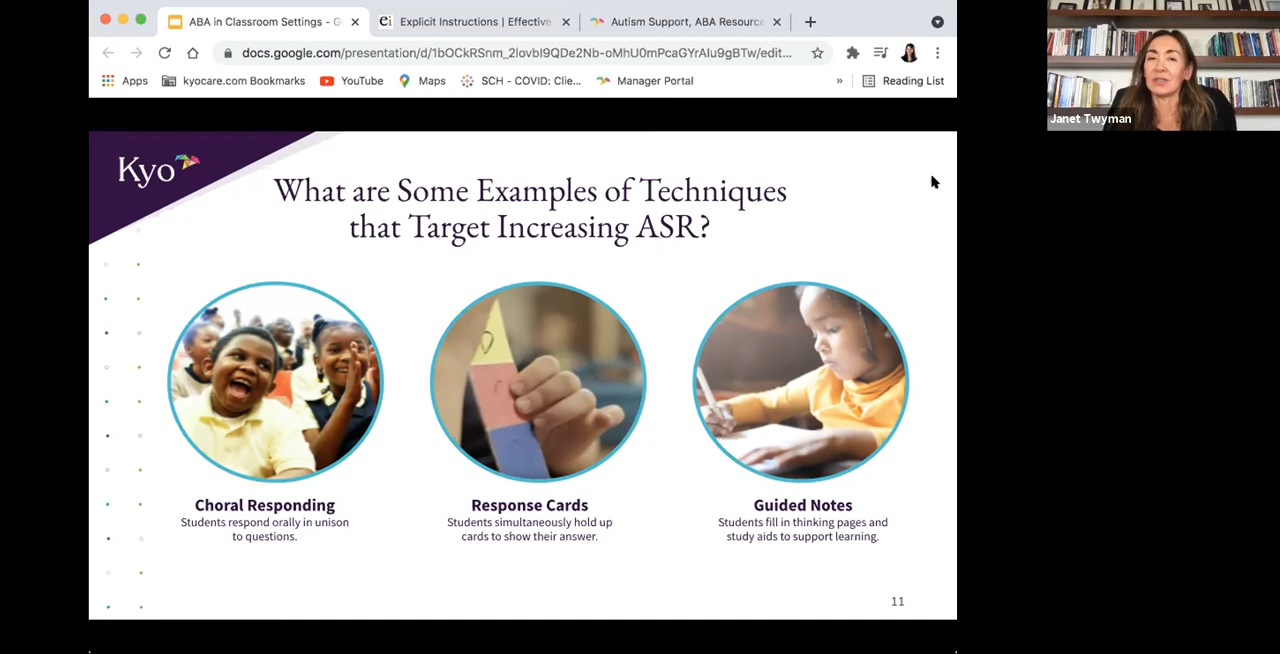 ABA in Classroom Settings - G
Explicit Instructions | Effective
Autism Support, ABA Resource
docs.google.com/presentation/d/1bOCkRSnm_2lovbI9QDe2Nb-oMhU0mPcaGYrAIu9gBTw/edit...
Apps
kyocare.com Bookmarks
YouTube
Maps
SCH - COVID: Clie...
Manager Portal
»
Reading List
Janet Twyman
Kyo
What are Some Examples of Techniques
that Target Increasing ASR?
Choral Responding
Students respond orally in unison
to questions.
Response Cards
Students simultaneously hold up
cards to show their answer.
Guided Notes
Students fill in thinking pages and
study aids to support learning.
11